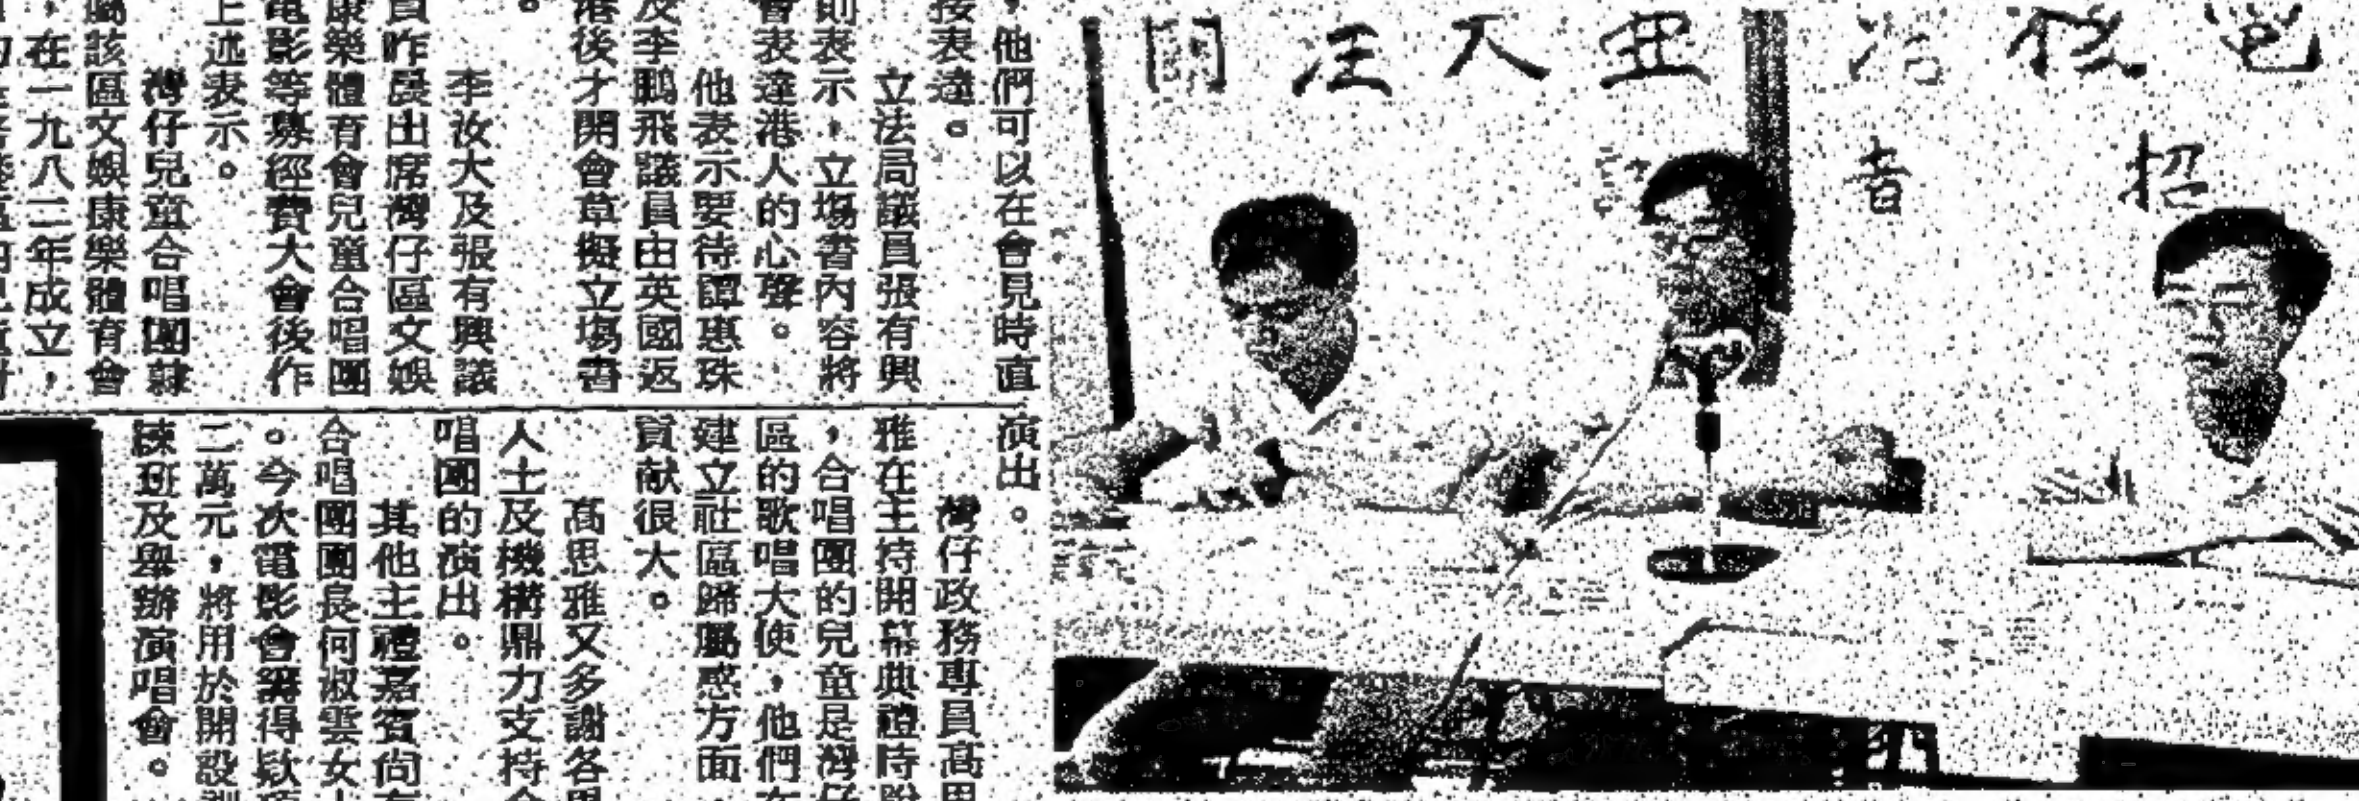 ，他們可以在會見時直
接表達。
立法局議員張有興
則表示，立場書內容將
會表達港人的心聲。
他表示要待譚惠珠
及李鵬飛議員由英國返
港後才開會草擬立場書
。
李汝大及張有興議
員昨晨出席灣仔區文娛
康樂體育會兒童合唱團
電影等募經費大會後作
上述表示。
灣仔兒童合唱團隸
屬該區文娛康樂體育會
，在一九八二年成立，
演出。
灣仔政務專員高思
雅在主持開幕典禮時說
，合唱團的兒童是灣仔
區的歌唱大使，他們在
建立社區歸屬感方面，
貢献很大。
高思雅又多謝各界
人士及機構鼎力支持合
唱團的演出。
其他主禮嘉賓尚有
合唱團團長何淑雲女士
。今次電影會籌得欵項
二萬元，將用於開設訓
練班及舉辦演唱會。
關注大亞 核電
招 者